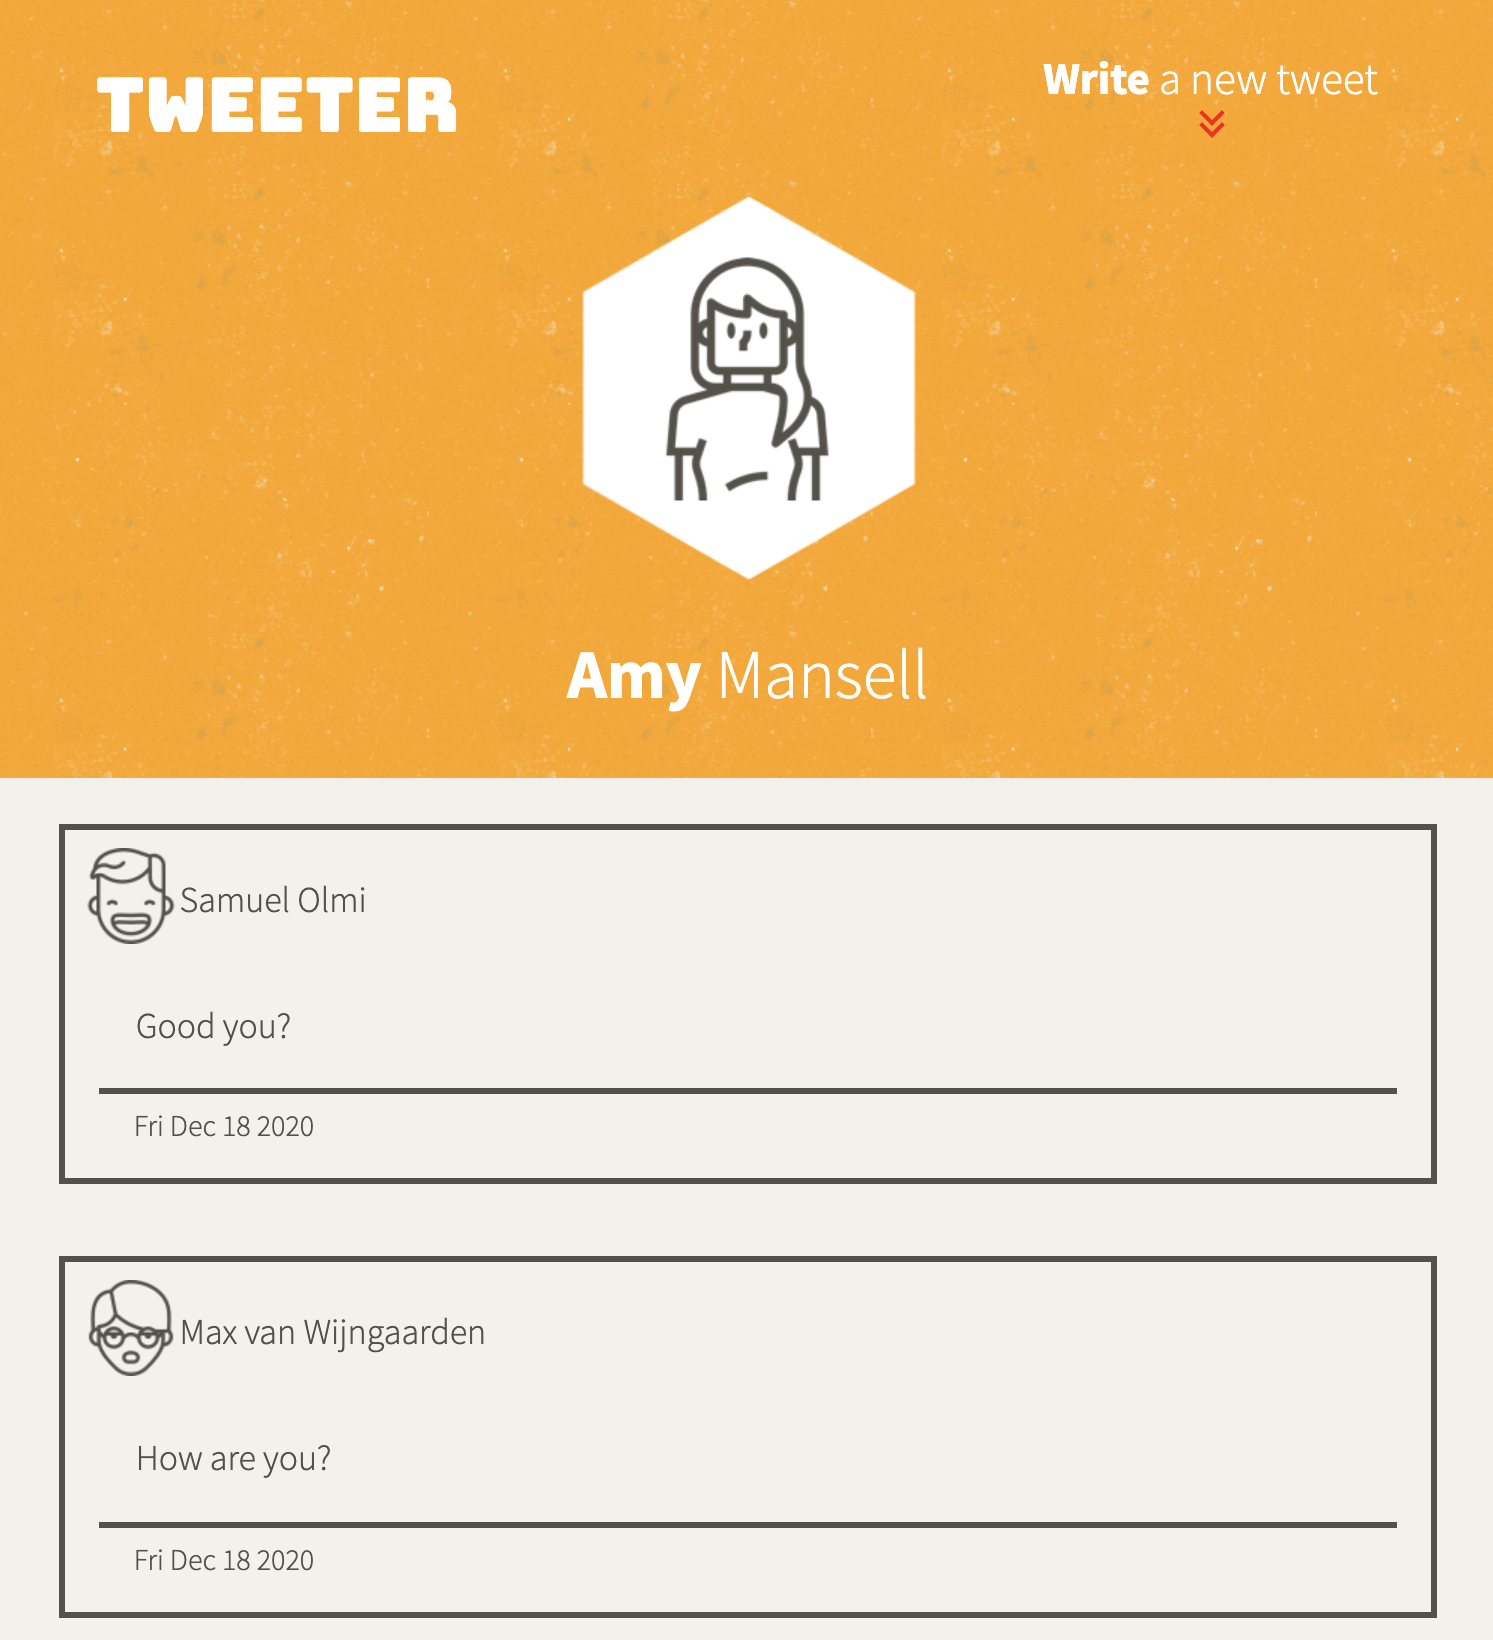 TWEETER
Write a new tweet
Amy Mansell
Samuel Olmi
Good you?
Fri Dec 18 2020
Max van Wijngaarden
How are you?
Fri Dec 18 2020